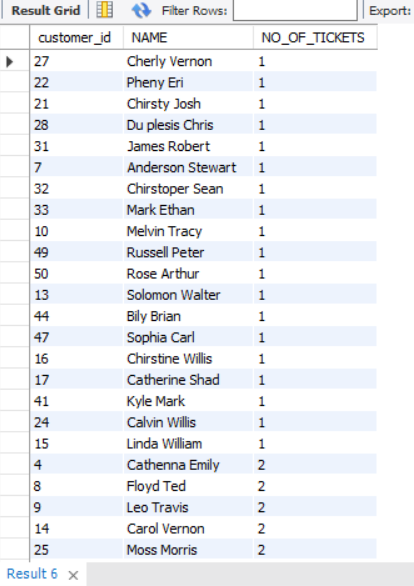 Result Grid Filter Rows: Export:
customer_id NAME NO_OF_TICKETS
27 Cherly Vernon 1
22 Pheny Eri 1
21 Chirsty Josh 1
28 Du plesis Chris 1
31 James Robert 1
7 Anderson Stewart 1
32 Chirstoper Sean 1
33 Mark Ethan 1
10 Melvin Tracy 1
49 Russell Peter 1
50 Rose Arthur 1
13 Solomon Walter 1
44 Bily Brian 1
47 Sophia Carl 1
16 Chirstine Willis 1
17 Catherine Shad 1
41 Kyle Mark 1
24 Calvin Willis 1
15 Linda William 1
4 Cathenna Emily 2
8 Floyd Ted 2
9 Leo Travis 2
14 Carol Vernon 2
25 Moss Morris 2
Result 6 ×